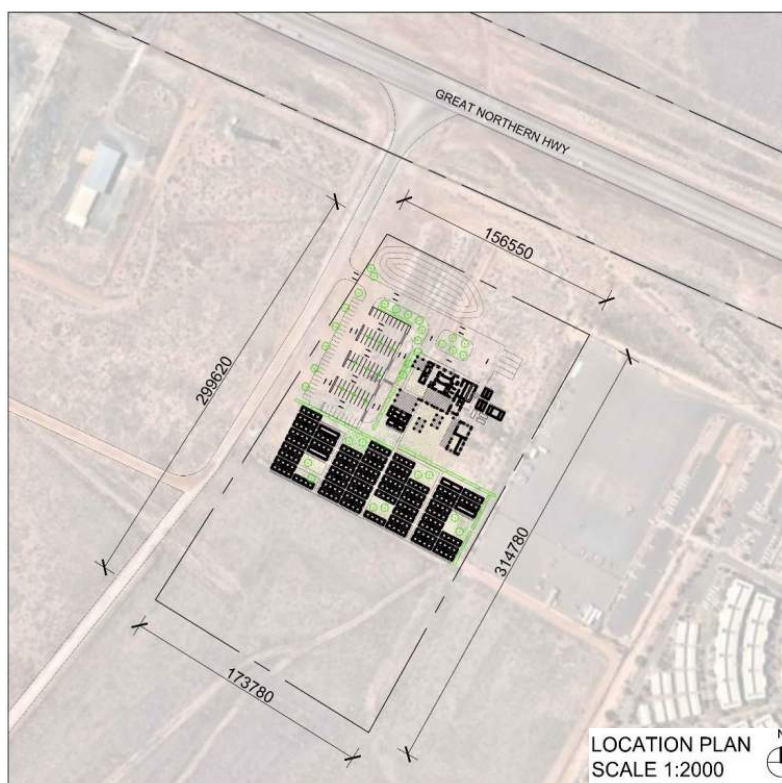 GREAT NORTHERN HWY
156550
299620
314780
173780
LOCATION PLAN
SCALE 1:2000
N